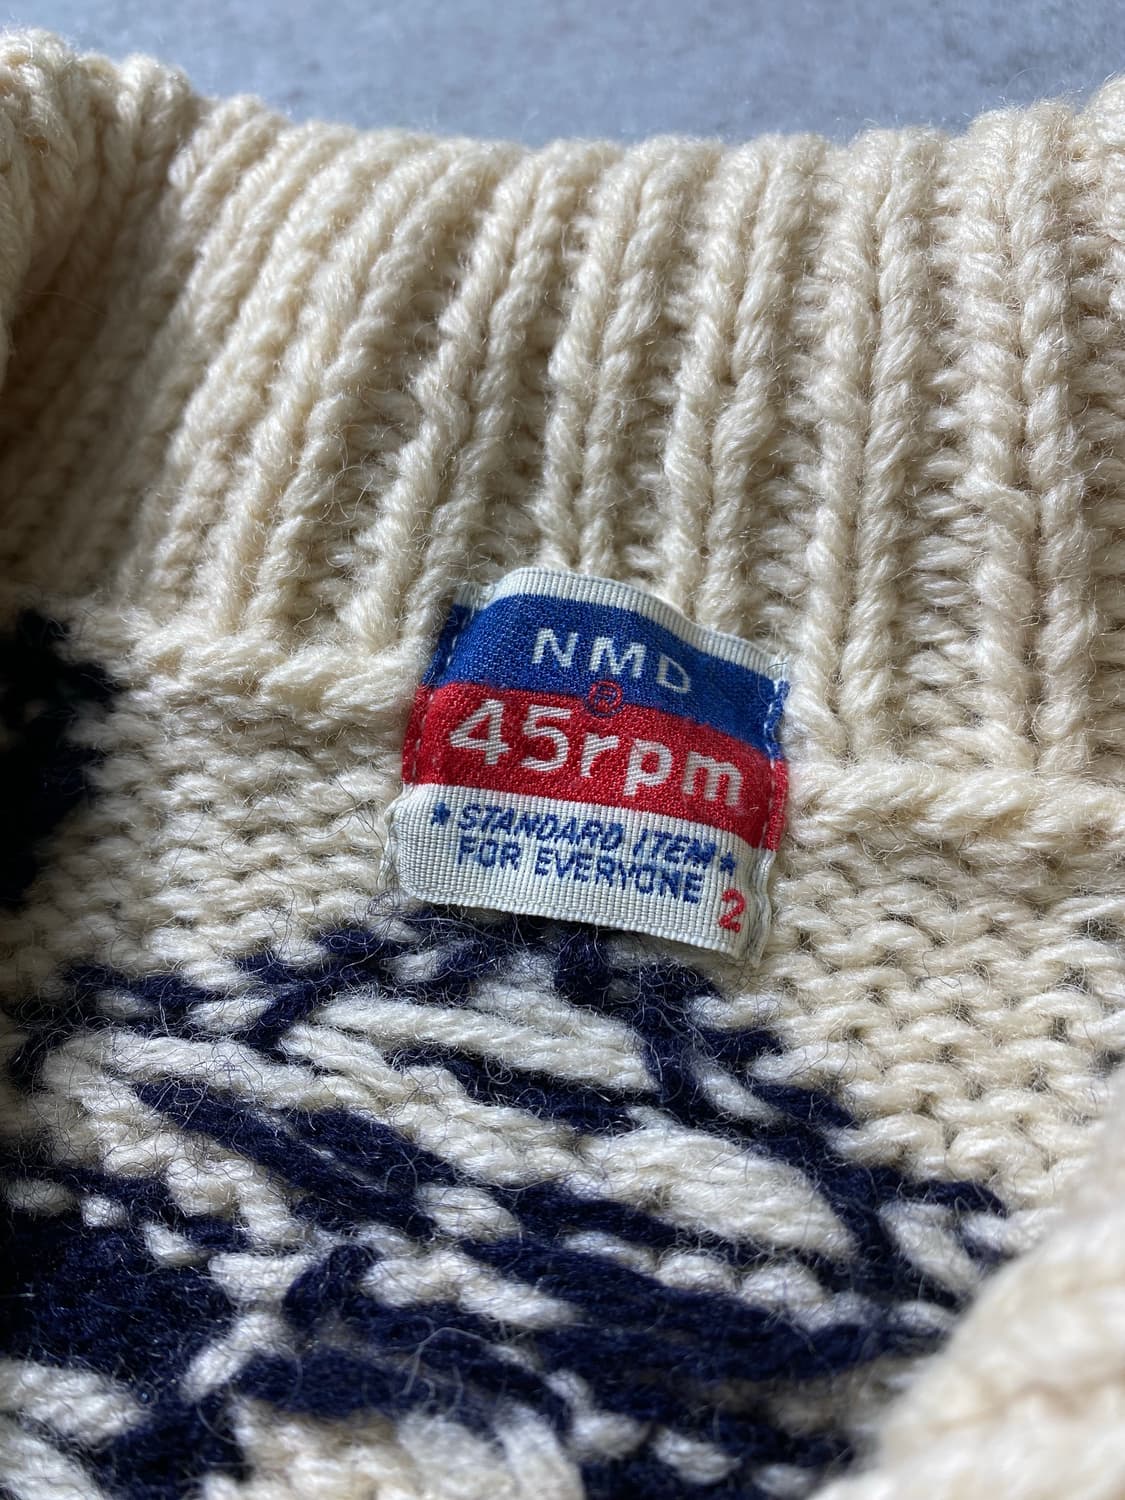 NMD
®
45rpm
★STANDARD ITEM★
FOR EVERYONE
2